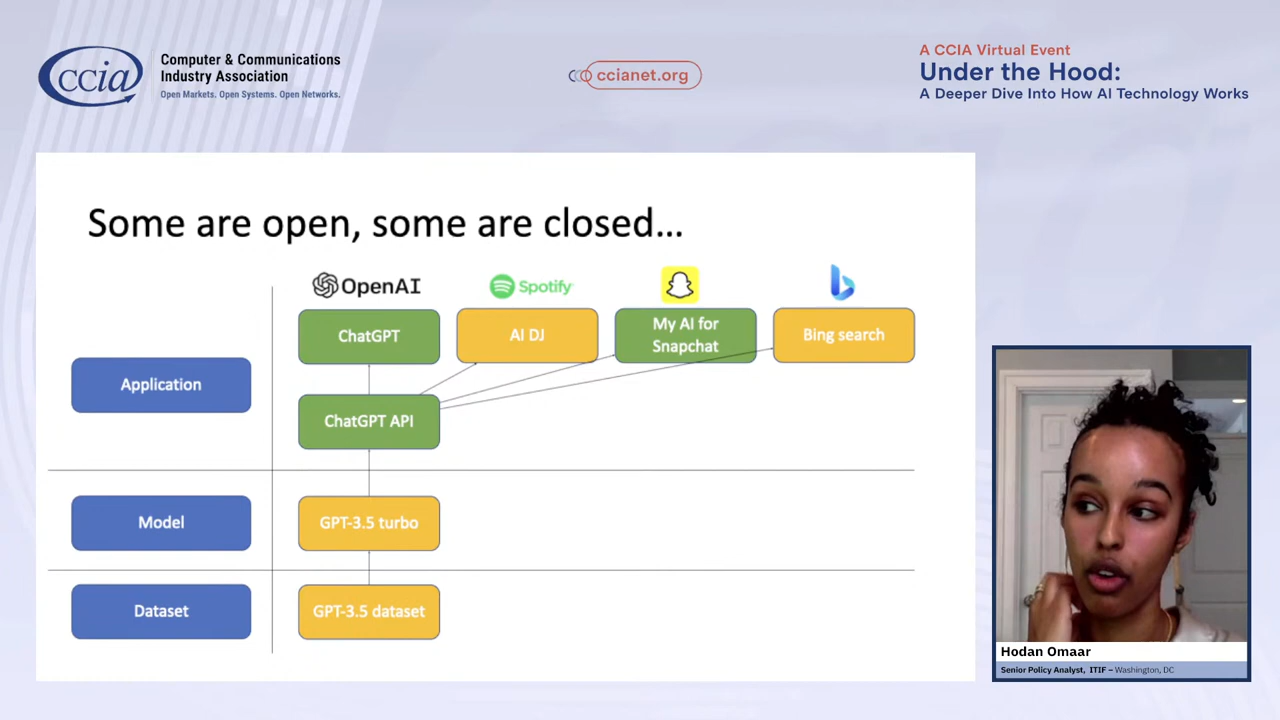 ccia
Computer & Communications
Industry Association
Open Markets. Open Systems. Open Networks.
ccianet.org
A CCIA Virtual Event
Under the Hood:
A Deeper Dive Into How AI Technology Works
Some are open, some are closed...
OpenAI
Spotify
ChatGPT
AI DJ
My AI for
Snapchat
Bing search
Application
ChatGPT API
Model
GPT-3.5 turbo
Dataset
GPT-3.5 dataset
Hodan Omaar
Senior Policy Analyst, ITIF – Washington, DC